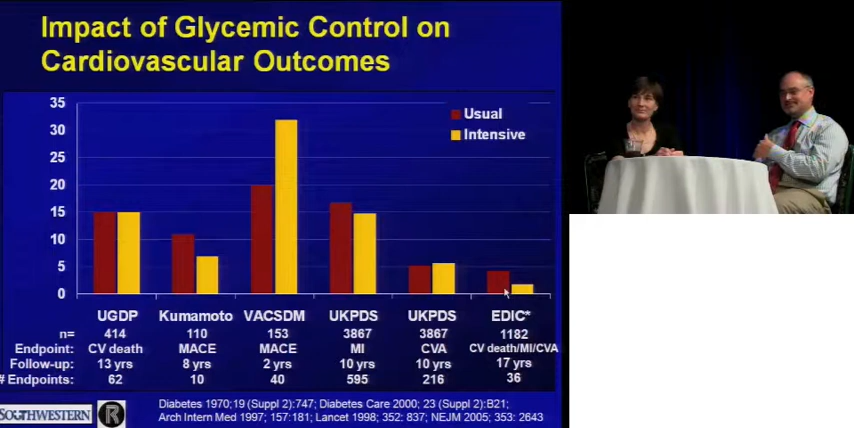 Impact of Glycemic Control on
Cardiovascular Outcomes
35
30
25
20
15
10
5
0
Usual
Intensive
UGDP Kumamoto VACSDM UKPDS UKPDS EDIC*
n= 414 110 153 3867 3867 1182
Endpoint: CV death MACE MACE MI CVA CV death/MI/CVA
Follow-up: 13 yrs 8 yrs 2 yrs 10 yrs 10 yrs 17 yrs
# Endpoints: 62 10 40 595 216 36
SOUTHWESTERN R
Diabetes 1970;19 (Suppl 2):747; Diabetes Care 2000; 23 (Suppl 2):B21;
Arch Intern Med 1997; 157:181; Lancet 1998; 352: 837; NEJM 2005; 353: 2643